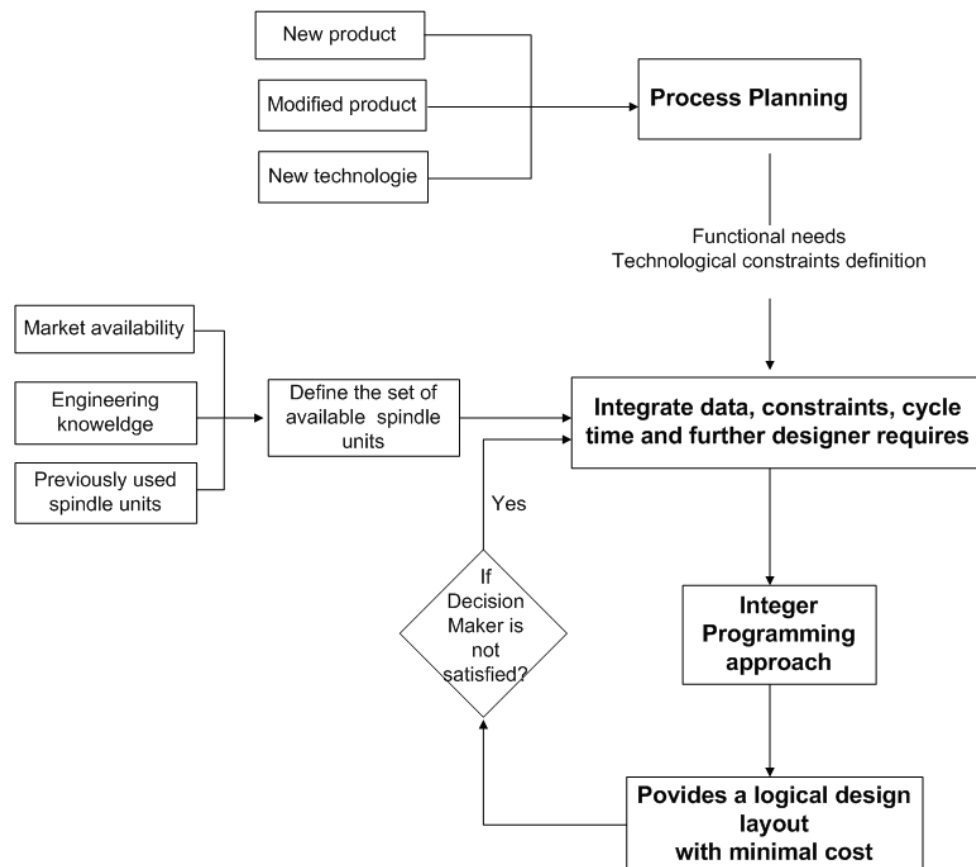 New product
Modified product
New technologie
Process Planning
Functional needs
Technological constraints definition
Market availability
Engineering
knoweldge
Previously used
spindle units
Define the set of
available spindle
units
Integrate data, constraints, cycle
time and further designer requires
Yes
If
Decision
Maker is
not
satisfied?
Integer
Programming
approach
Povides a logical design
layout
with minimal cost